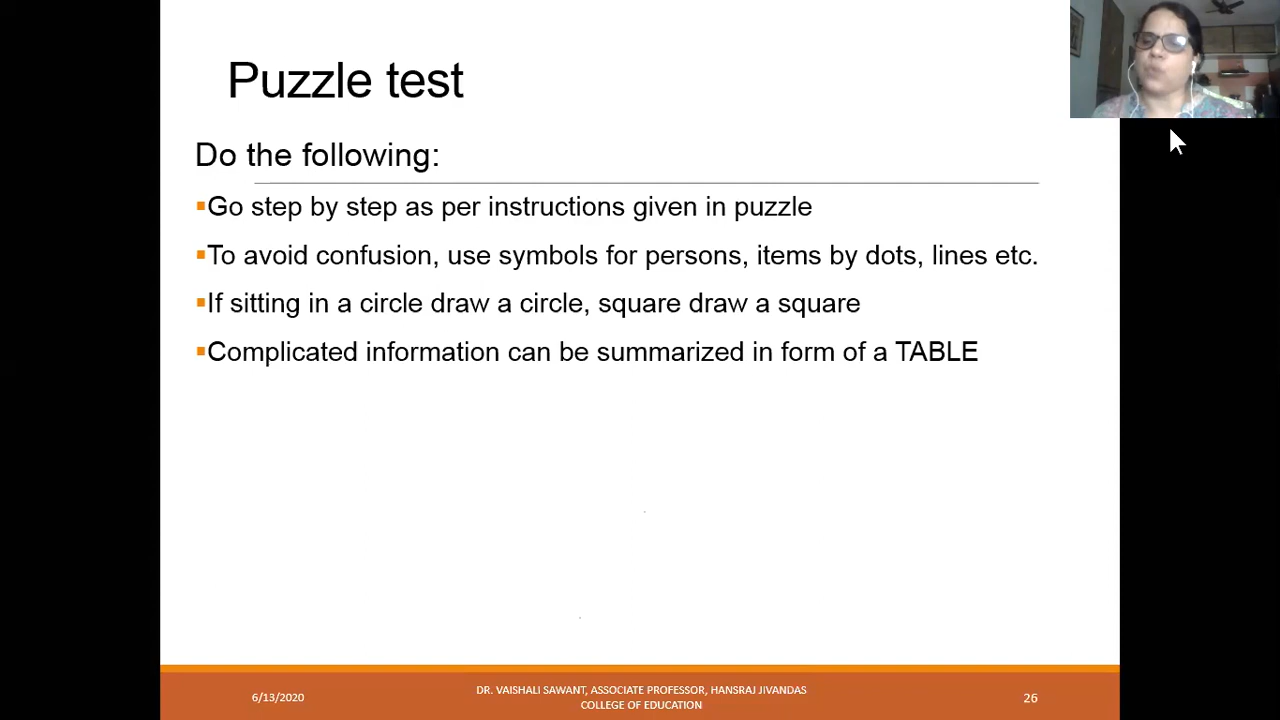 Puzzle test
Do the following:
▪Go step by step as per instructions given in puzzle
▪To avoid confusion, use symbols for persons, items by dots, lines etc.
▪If sitting in a circle draw a circle, square draw a square
▪Complicated information can be summarized in form of a TABLE
6/13/2020
DR. VAISHALI SAWANT, ASSOCIATE PROFESSOR, HANSRAJ JIVANDAS
COLLEGE OF EDUCATION
26